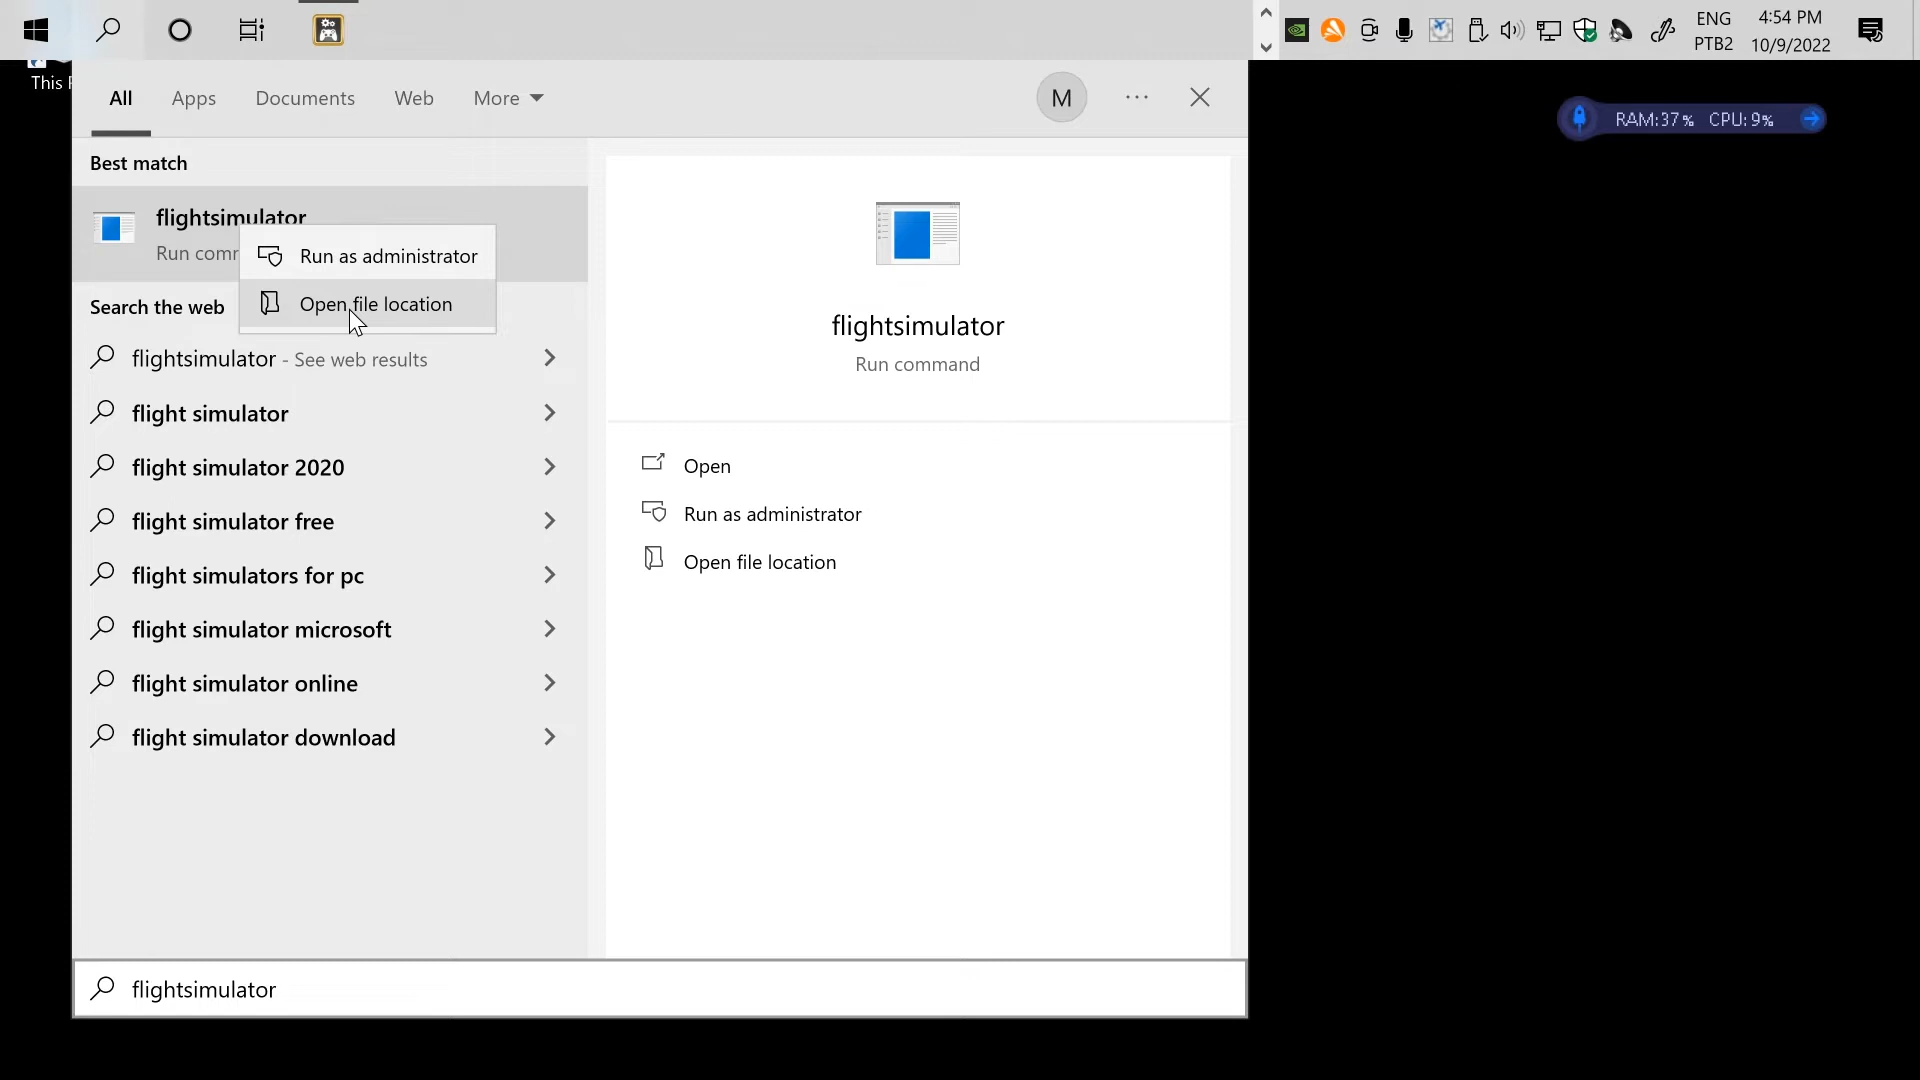 ENG
PTB2
4:54 PM
10/9/2022
This
All
Apps
Documents
Web
More
M
RAM:37% CPU: 9%
Best match
flightsimulator
Run
Run as administrator
Open file location
Search the web
flightsimulator - See web results
flight simulator
flight simulator 2020
flight simulator free
flight simulators for pc
flight simulator microsoft
flight simulator online
flight simulator download
flightsimulator
Run command
Open
Run as administrator
Open file location
flightsimulator